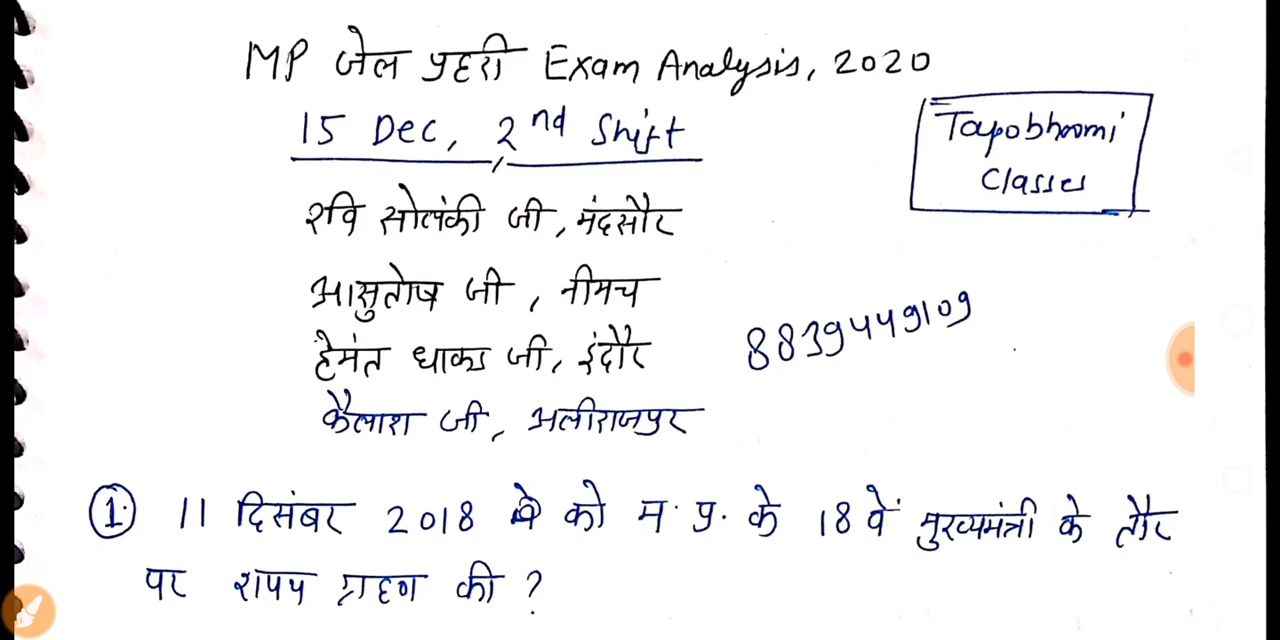 MP जेल प्रहरी Exam Analysis, 2020
15 Dec, 2nd Shift
Tapobhoomi
Classes
रवि सोलंकी जी, मंदसौर
आसुतोष जी, नीमच
हेमंत धाकड जी, इंदौर
8839449109
कैलाश जी, अलीराजपुर
1. 11 दिसंबर 2018 को म.प्र. के 18 वें मुख्यमंत्री के तौर
पर शपथ ग्रहण की ?